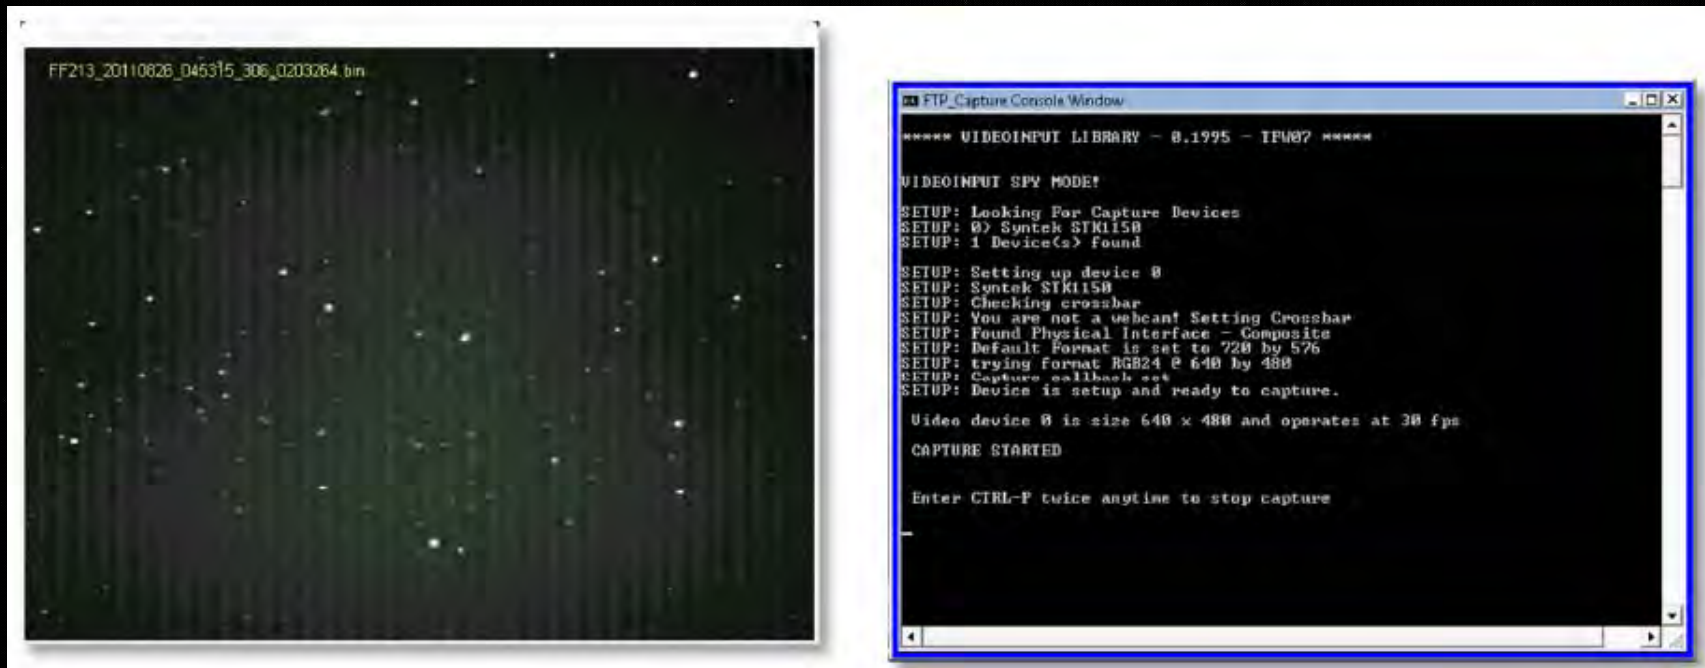 FF213_20110826_045315_306_0203264.bin
FTP_Capture Console Window
***** VIDEOINPUT LIBRARY - 0.1995 - TFW07 *****
VIDEOINPUT SPY MODE!
SETUP: Looking For Capture Devices
SETUP: 0) Syntek STK1150
SETUP: 1 Device(s) found
SETUP: Setting up device 0
SETUP: Syntek STK1150
SETUP: Checking crossbar
SETUP: You are not a webcam! Setting Crossbar
SETUP: Found Physical Interface - Composite
SETUP: Default Format is set to 720 by 576
SETUP: trying format RGB24 @ 640 by 480
SETUP: Capture callback set
SETUP: Device is setup and ready to capture.
Video device 0 is size 640 x 480 and operates at 30 fps
CAPTURE STARTED
Enter CTRL-P twice anytime to stop capture